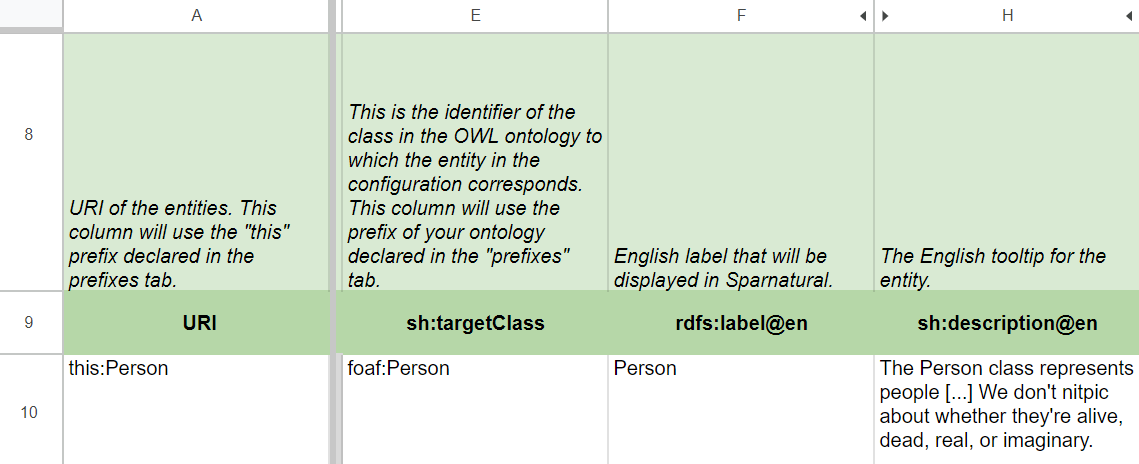 A
E
F
H
8
URI of the entities. This
column will use the "this"
prefix declared in the
prefixes tab.
This is the identifier of the
class in the OWL ontology to
which the entity in the
configuration corresponds.
This column will use the
prefix of your ontology
declared in the "prefixes"
tab.
English label that will be
displayed in Sparnatural.
The English tooltip for the
entity.
9
URI
sh:targetClass
rdfs:label@en
sh:description@en
10
this:Person
foaf:Person
Person
The Person class represents
people [...] We don't nitpic
about whether they're alive,
dead, real, or imaginary.